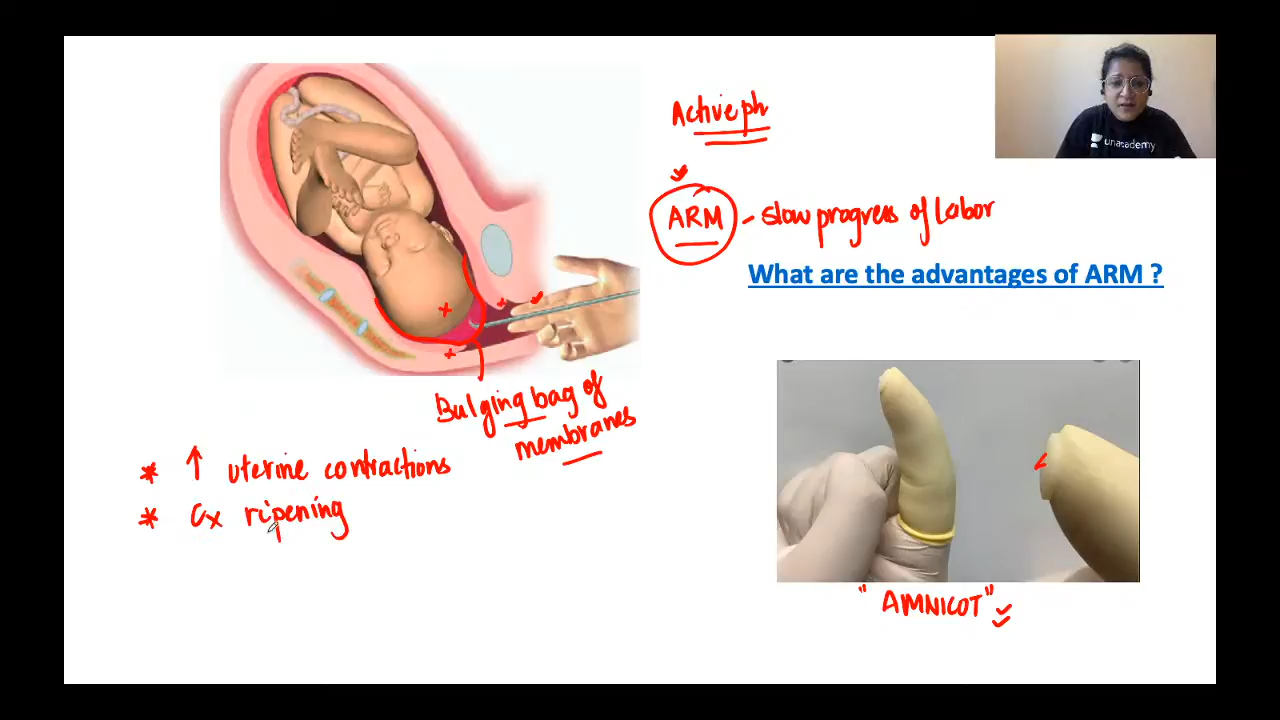 Active ph
ARM - slow progress of labor
What are the advantages of ARM ?
unacademy
Bulging bag of
membranes
* ↑ uterine contractions
* Cx ripening
"AMNICOT"